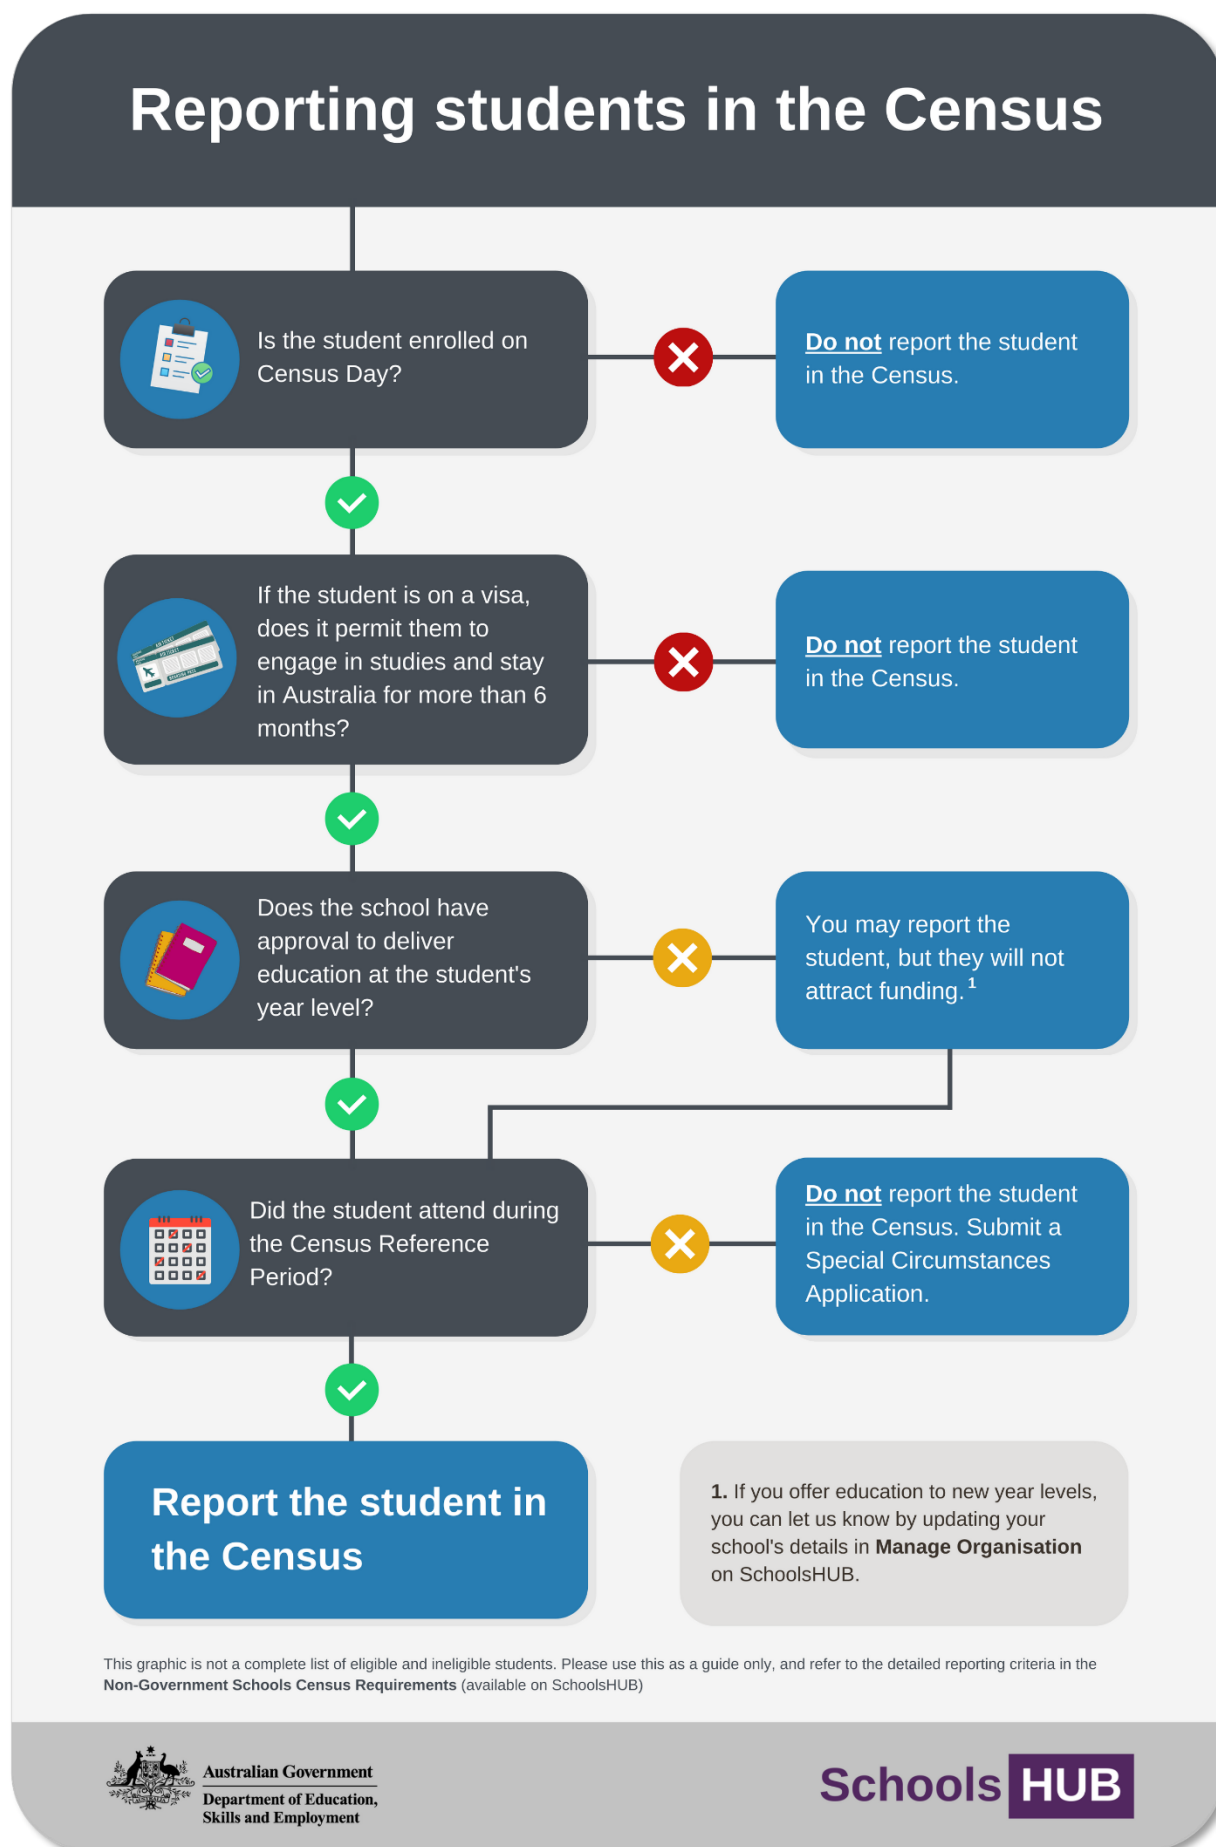 Reporting students in the Census
Is the student enrolled on
Census Day?
Do not report the student
in the Census.
If the student is on a visa,
does it permit them to
engage in studies and stay
in Australia for more than 6
months?
Do not report the student
in the Census.
Does the school have
approval to deliver
education at the student's
year level?
You may report the
student, but they will not
attract funding. 1
Did the student attend during
the Census Reference
Period?
Do not report the student
in the Census. Submit a
Special Circumstances
Application.
Report the student in
the Census
1. If you offer education to new year levels,
you can let us know by updating your
school's details in Manage Organisation
on SchoolsHUB.
This graphic is not a complete list of eligible and ineligible students. Please use this as a guide only, and refer to the detailed reporting criteria in the
Non-Government Schools Census Requirements (available on SchoolsHUB)
Australian Government
Department of Education,
Skills and Employment
Schools HUB